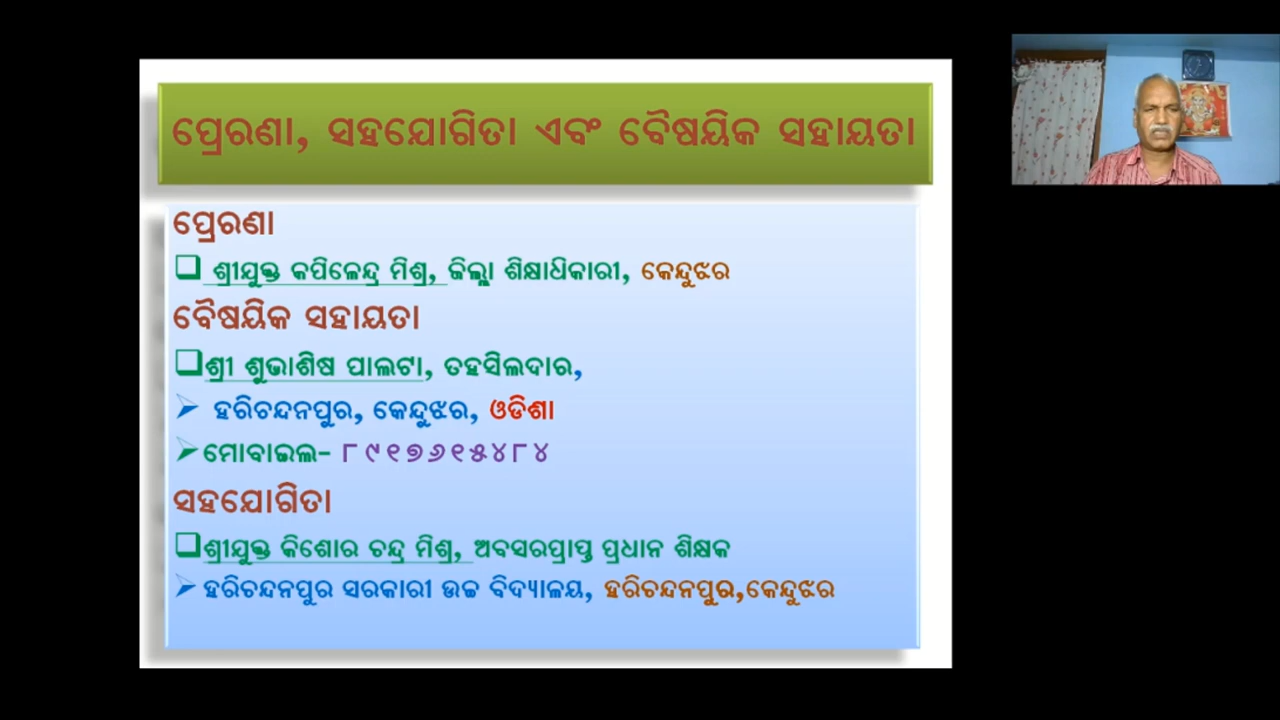 ପ୍ରେରଣା, ସହଯୋଗିତା ଏବଂ ବୈଷୟିକ ସହାୟତା
ପ୍ରେରଣା
ଶ୍ରୀଯୁକ୍ତ କପିଳେନ୍ଦ୍ର ମିଶ୍ର, ଜିଲ୍ଲା ଶିକ୍ଷାଧିକାରୀ, କେନ୍ଦୁଝର
ବୈଷୟିକ ସହାୟତା
ଶ୍ରୀ ଶୁଭାଶିଷ ପାଲଟା, ତହସିଲଦାର,
ହରିଚନ୍ଦନପୁର, କେନ୍ଦୁଝର, ଓଡିଶା
ମୋବାଇଲ- ୮୯୧୭୬୧୫୪୮୪
ସହଯୋଗିତା
ଶ୍ରୀଯୁକ୍ତ କିଶୋର ଚନ୍ଦ୍ର ମିଶ୍ର, ଅବସରପ୍ରାପ୍ତ ପ୍ରଧାନ ଶିକ୍ଷକ
ହରିଚନ୍ଦନପୁର ସରକାରୀ ଉଚ୍ଚ ବିଦ୍ୟାଳୟ, ହରିଚନ୍ଦନପୁର,କେନ୍ଦୁଝର